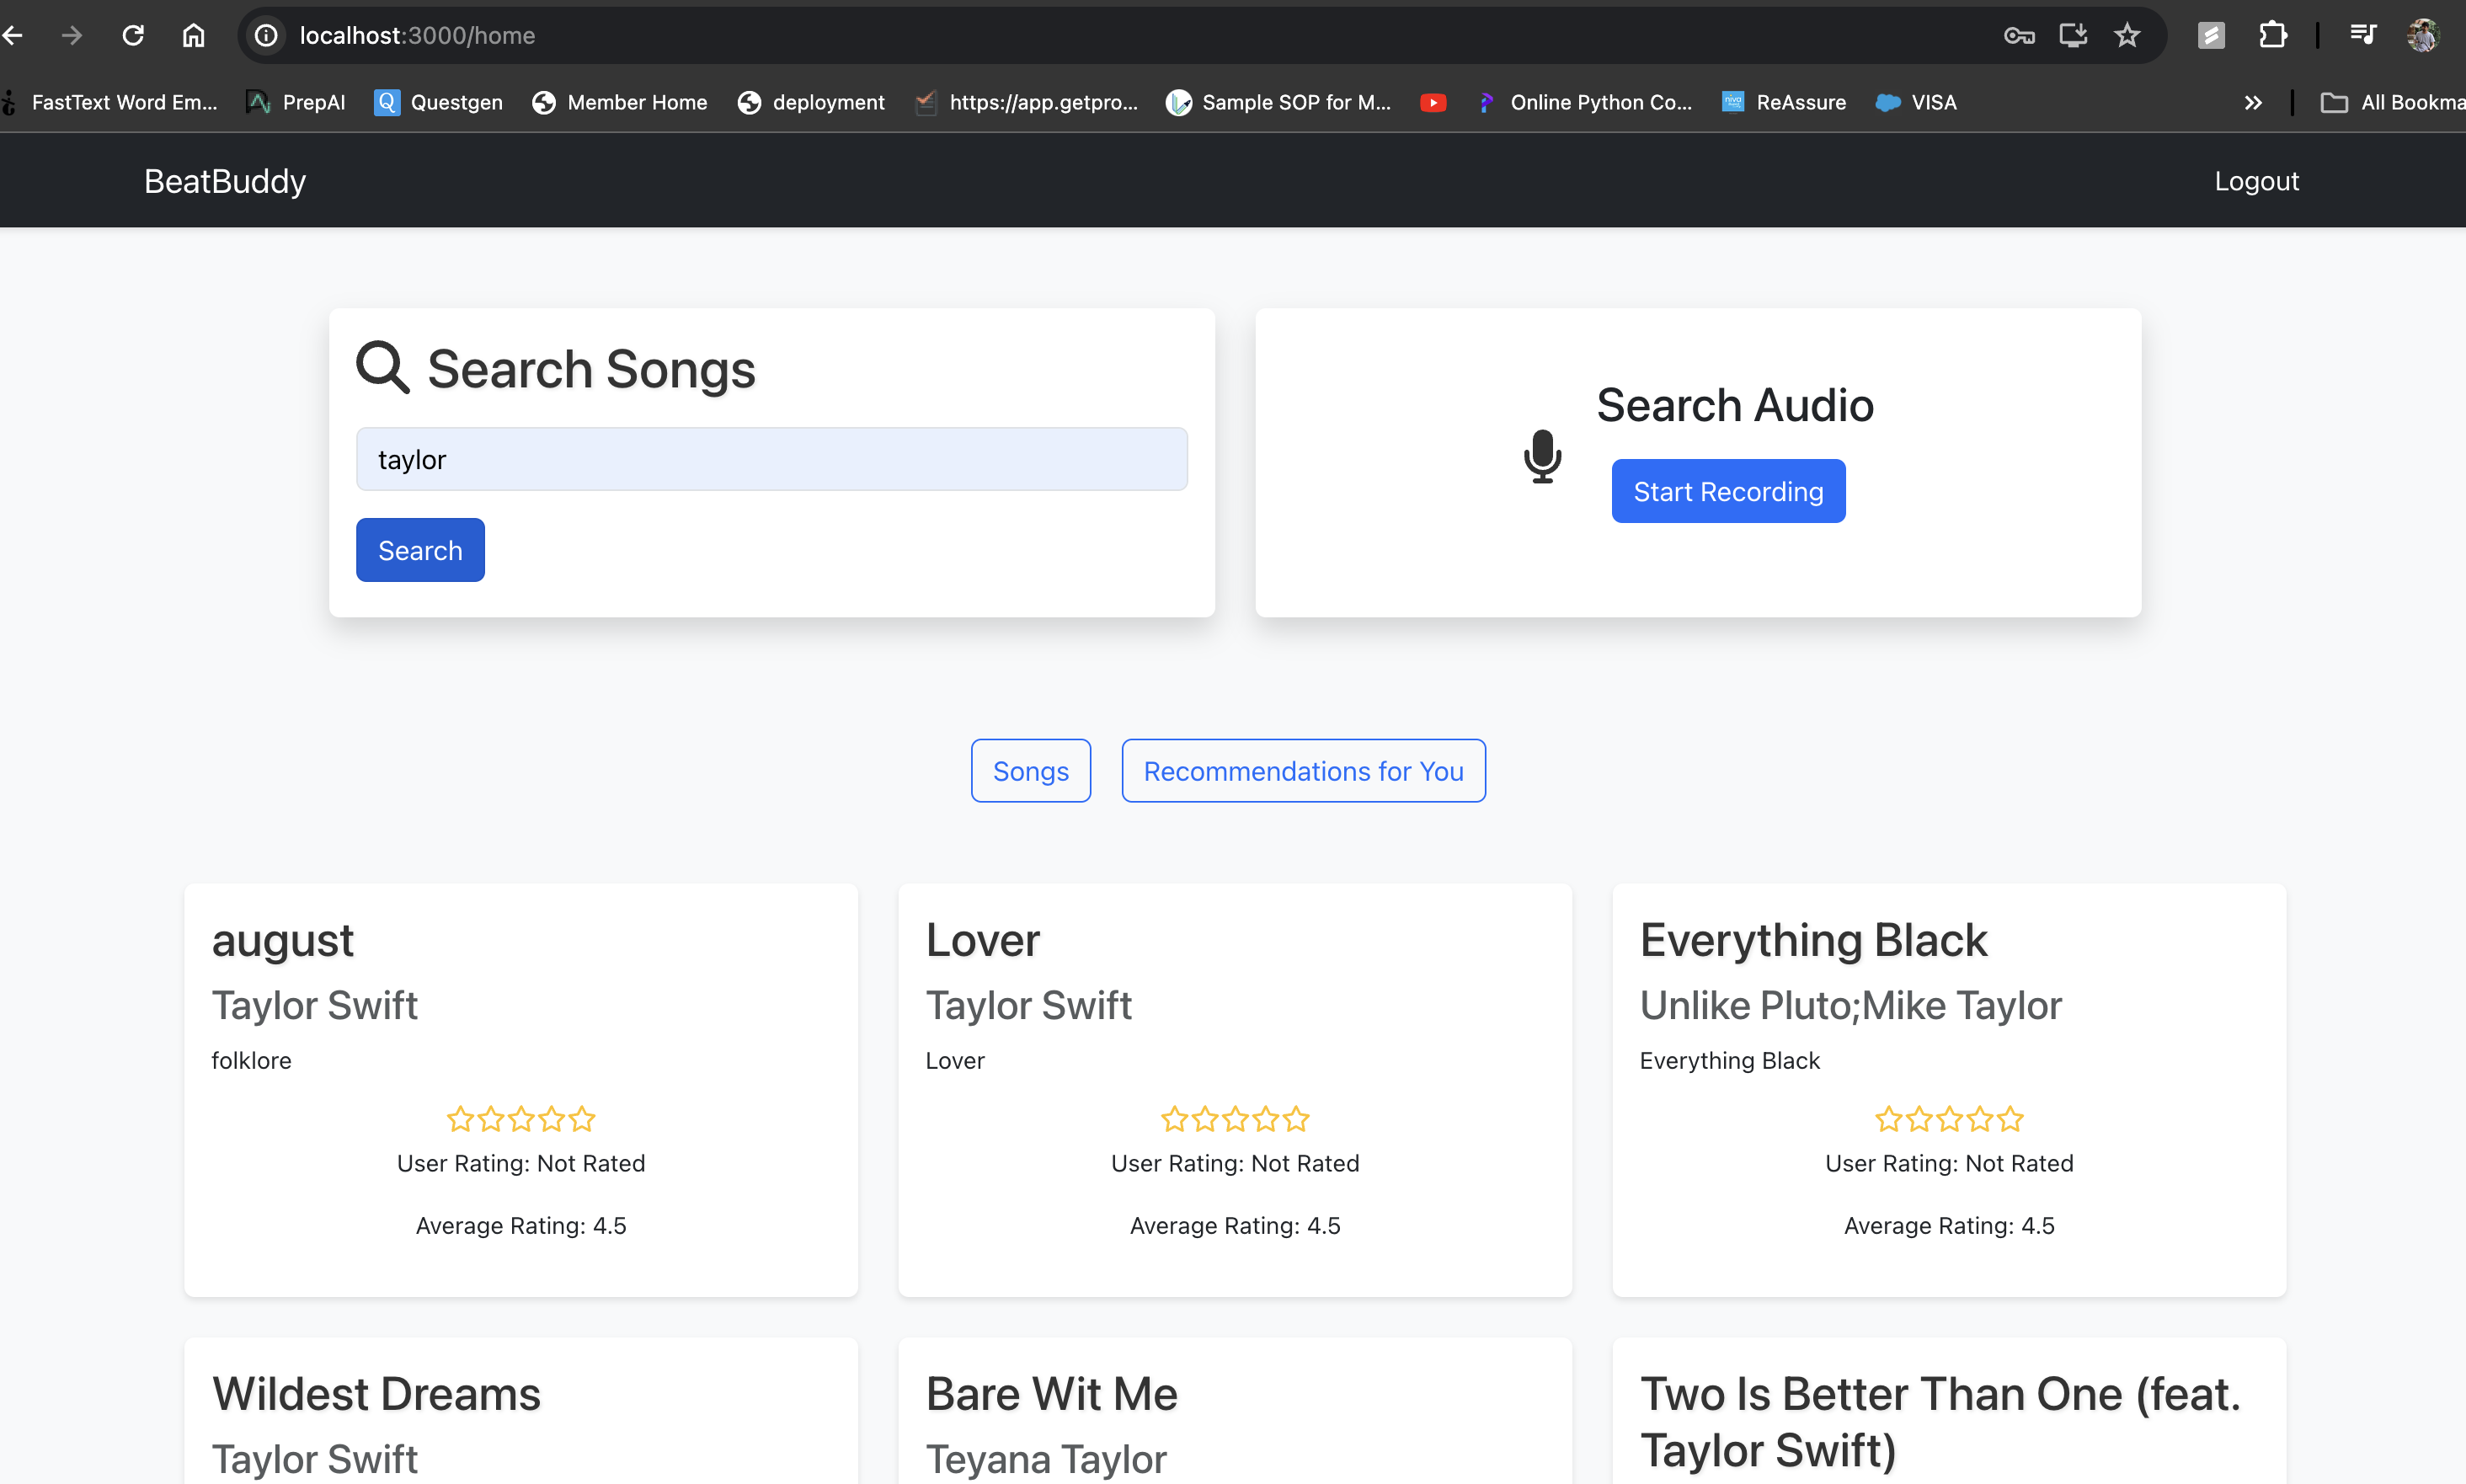 localhost:3000/home
FastText Word Em... PrepAI Questgen Member Home deployment https://app.getpro... Sample SOP for M... Online Python Co... ReAssure VISA All Bookma
BeatBuddy Logout
Search Songs
taylor
Search
Search Audio
Start Recording
Songs Recommendations for You
august
Taylor Swift
folklore
User Rating: Not Rated
Average Rating: 4.5
Lover
Taylor Swift
Lover
User Rating: Not Rated
Average Rating: 4.5
Everything Black
Unlike Pluto;Mike Taylor
Everything Black
User Rating: Not Rated
Average Rating: 4.5
Wildest Dreams
Taylor Swift
Bare Wit Me
Teyana Taylor
Two Is Better Than One (feat.
Taylor Swift)